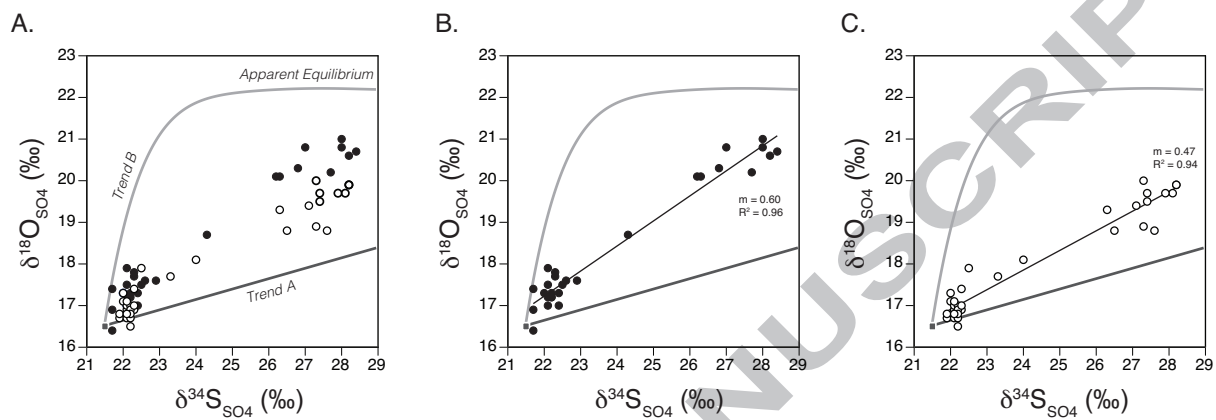 A.
B.
C.
23
22
21
20
19
18
17
16
δ18OSO4 (‰)
Apparent Equilibrium
Trend B
Trend A
21 22 23 24 25 26 27 28 29
δ34SSO4 (‰)
23
22
21
20
19
18
17
16
δ18OSO4 (‰)
m = 0.60
R2 = 0.96
21 22 23 24 25 26 27 28 29
δ34SSO4 (‰)
23
22
21
20
19
18
17
16
δ18OSO4 (‰)
m = 0.47
R2 = 0.94
21 22 23 24 25 26 27 28 29
δ34SSO4 (‰)
NUSCRIP